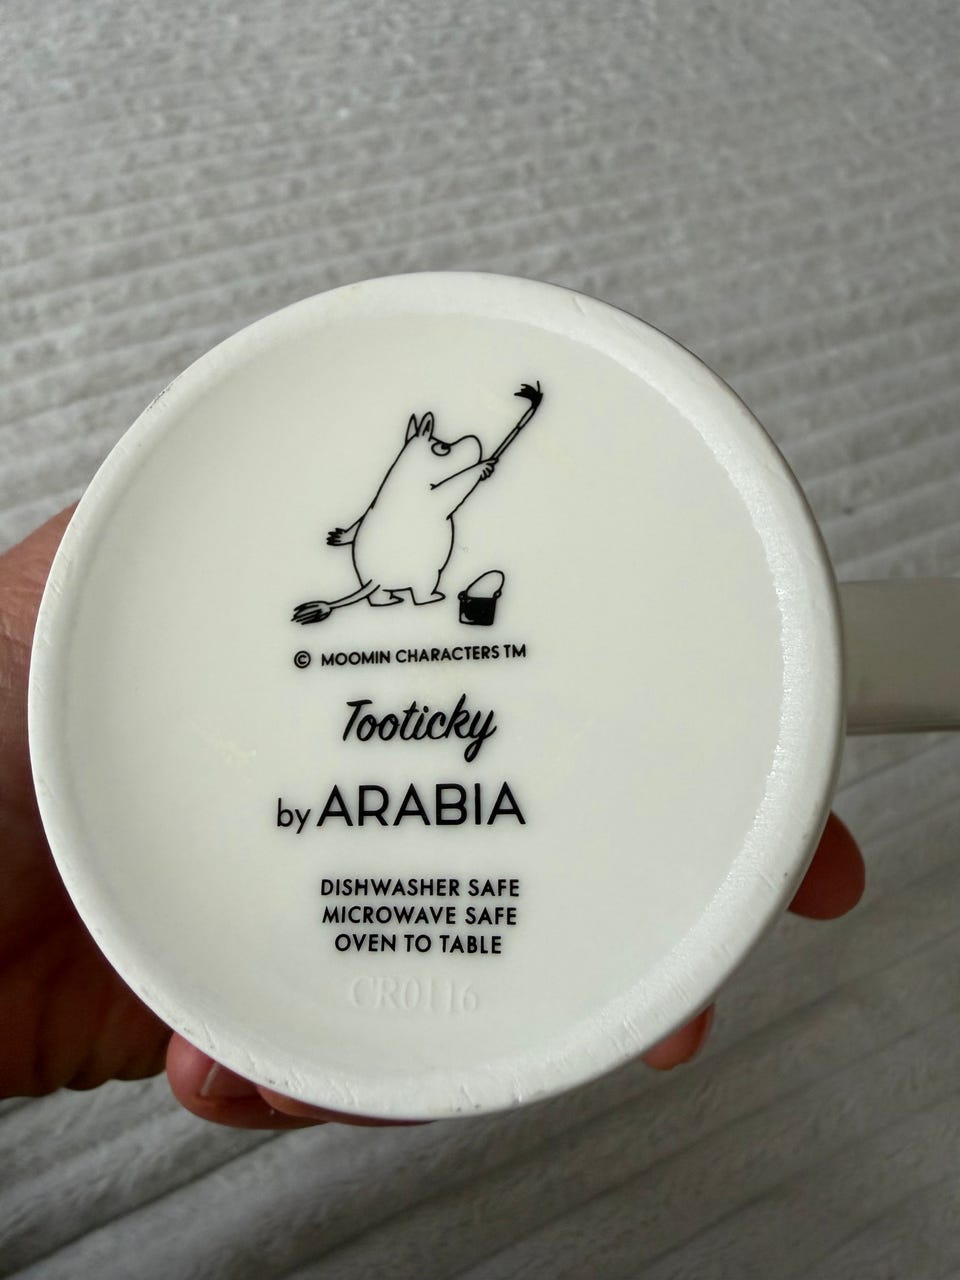 © MOOMIN CHARACTERS TM
Tooticky
by ARABIA
DISHWASHER SAFE
MICROWAVE SAFE
OVEN TO TABLE
CR0116